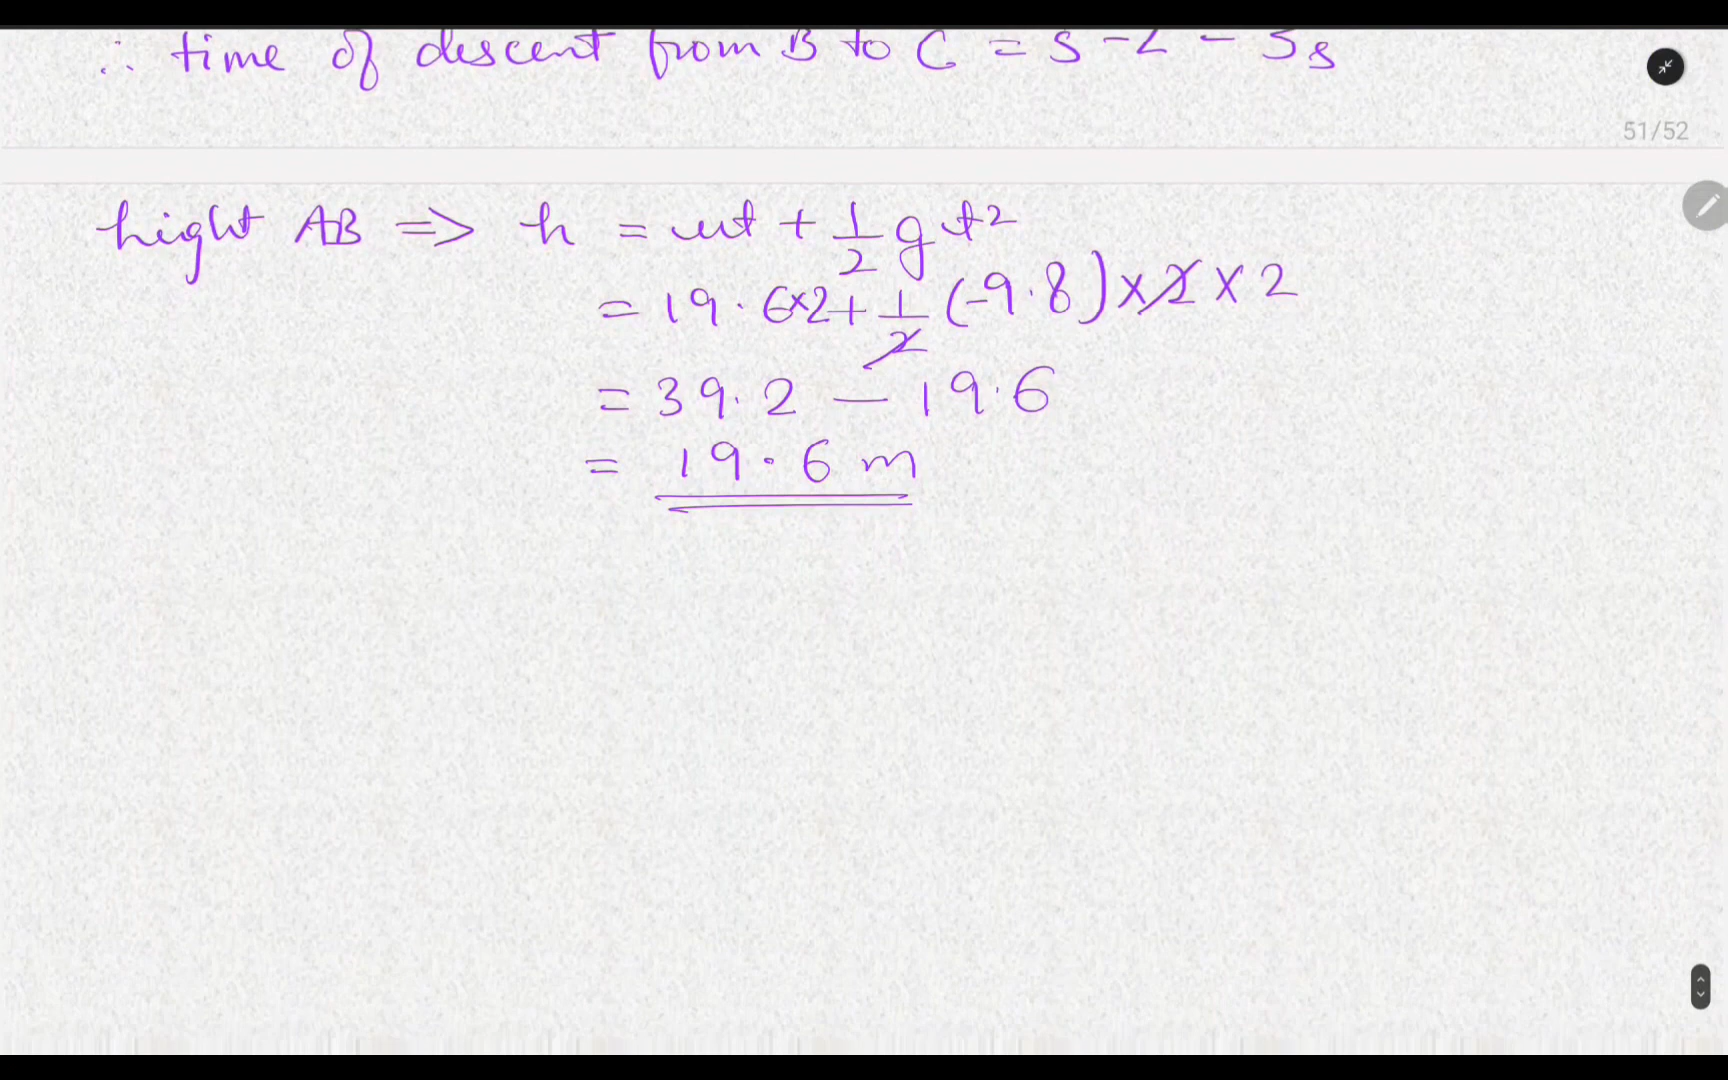 ∴ time of descent from B to C = 5 - 2 = 3s
51/52
hight AB => h = ut + 1/2 g t²
= 19.6×2 + 1/2 (-9.8) × 2 × 2
= 39.2 — 19.6
= 19.6 m